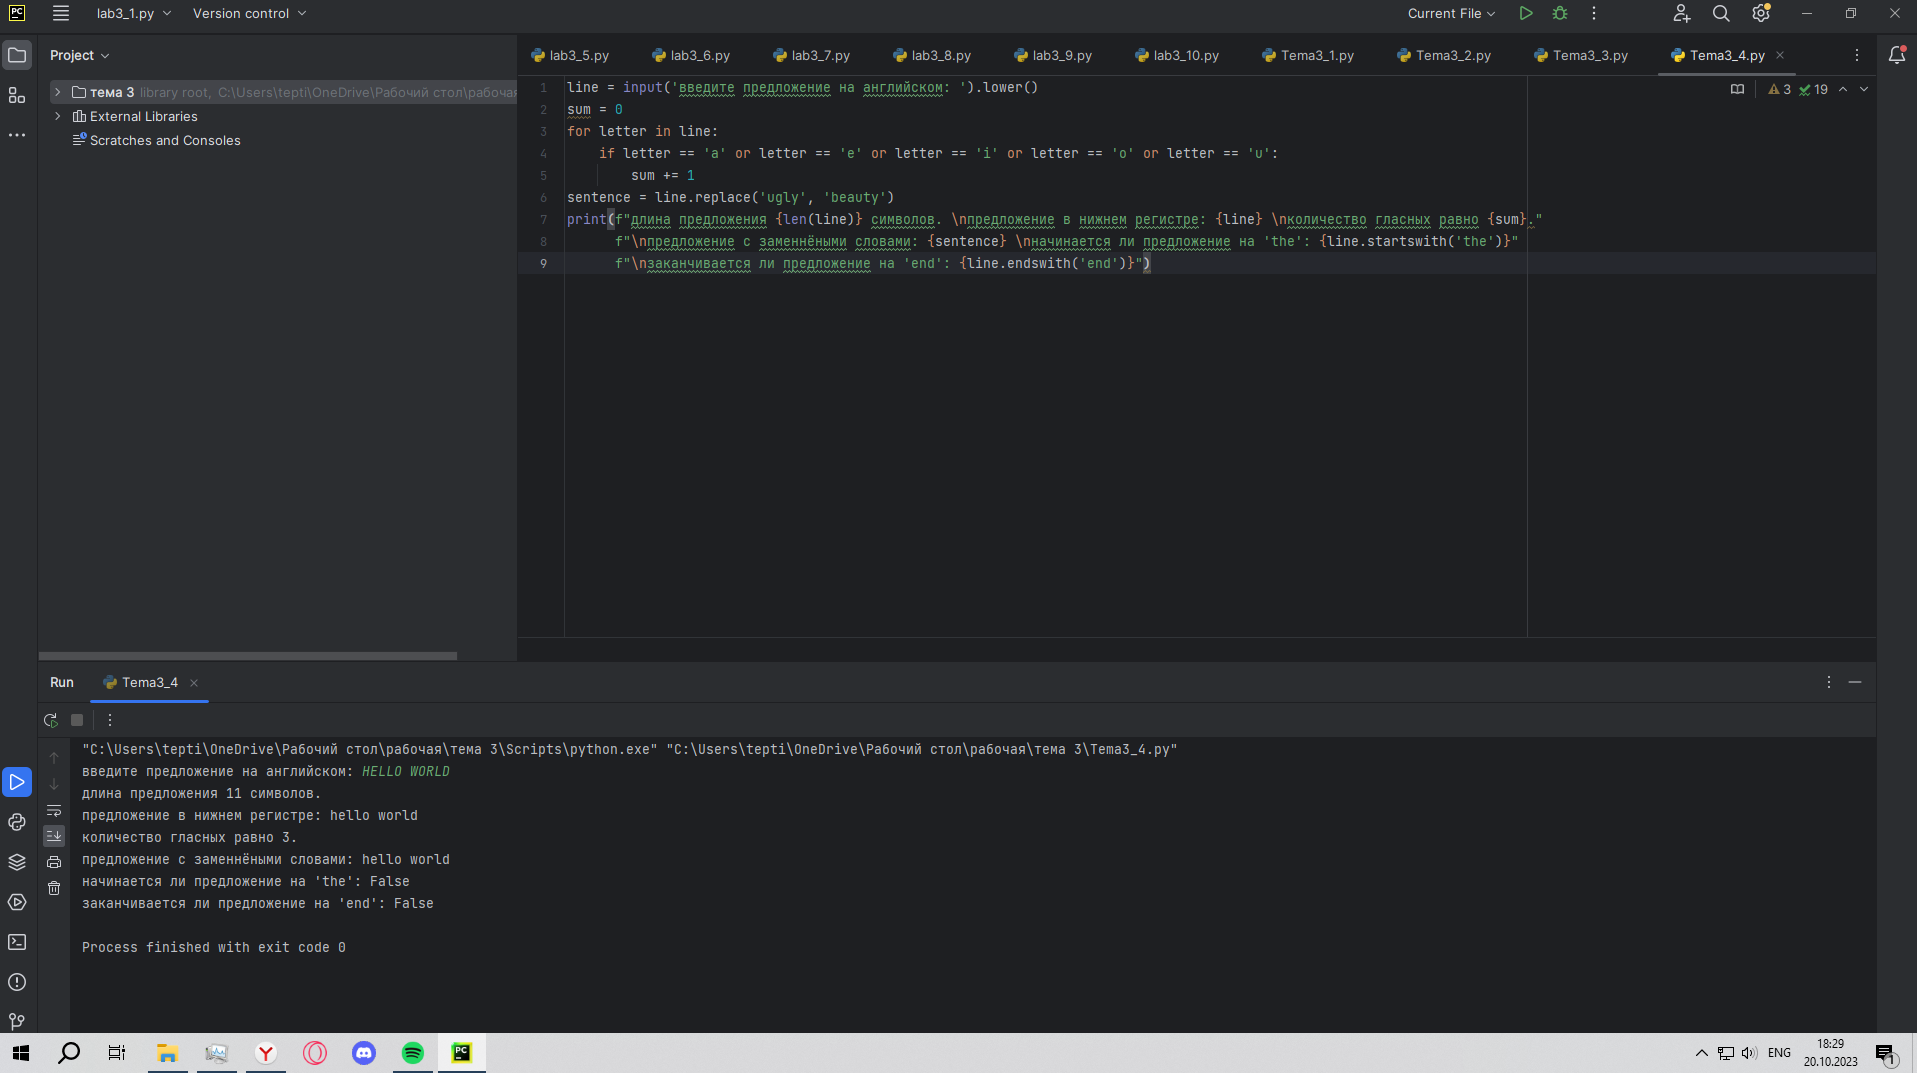 PC lab3_1.py Version control Current File
Project
lab3_5.py lab3_6.py lab3_7.py lab3_8.py lab3_9.py lab3_10.py Tema3_1.py Tema3_2.py Tema3_3.py Tema3_4.py
тема 3 library root, C:\Users\tepti\OneDrive\Рабочий стол\рабочая
External Libraries
Scratches and Consoles
3 19
1 line = input('введите предложение на английском: ').lower()
2 sum = 0
3 for letter in line:
4 if letter == 'a' or letter == 'e' or letter == 'i' or letter == 'o' or letter == 'u':
5 sum += 1
6 sentence = line.replace('ugly', 'beauty')
7 print(f"длина предложения {len(line)} символов. \nпредложение в нижнем регистре: {line} \nколичество гласных равно {sum}."
8 f"\nпредложение с заменнёными словами: {sentence} \nначинается ли предложение на 'the': {line.startswith('the')}"
9 f"\nзаканчивается ли предложение на 'end': {line.endswith('end')}")
Run Tema3_4
"C:\Users\tepti\OneDrive\Рабочий стол\рабочая\тема 3\Scripts\python.exe" "C:\Users\tepti\OneDrive\Рабочий стол\рабочая\тема 3\Tema3_4.py"
введите предложение на английском: HELLO WORLD
длина предложения 11 символов.
предложение в нижнем регистре: hello world
количество гласных равно 3.
предложение с заменнёными словами: hello world
начинается ли предложение на 'the': False
заканчивается ли предложение на 'end': False
Process finished with exit code 0
PC ENG 18:29 1
20.10.2023